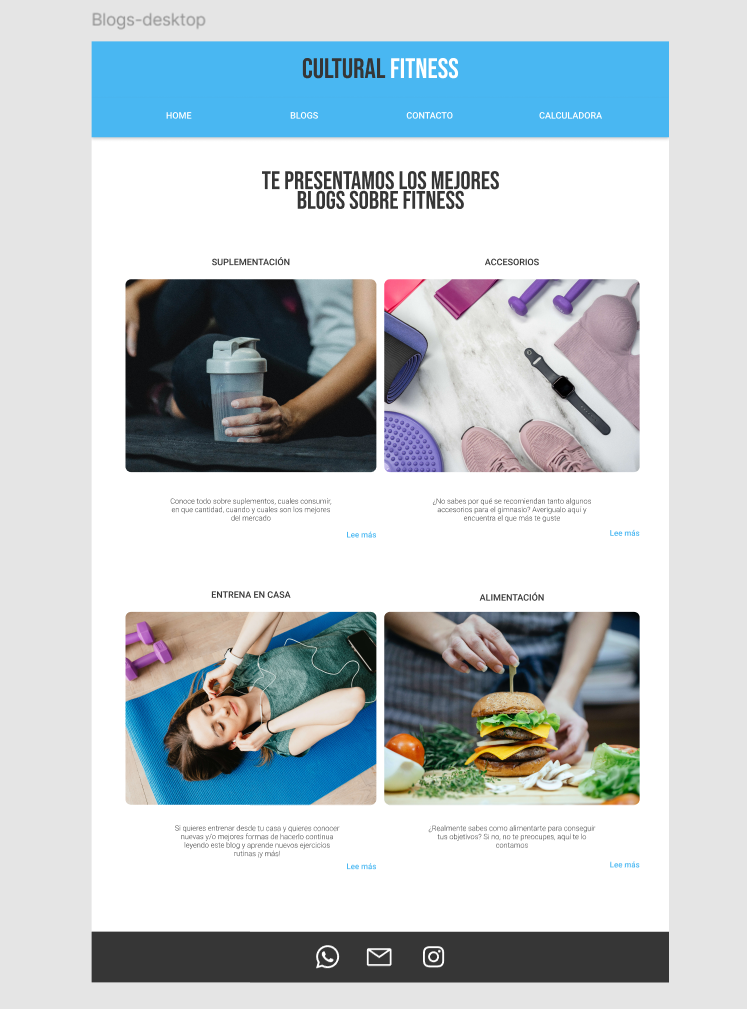 Blogs-desktop
CULTURAL FITNESS
HOME BLOGS CONTACTO CALCULADORA
TE PRESENTAMOS LOS MEJORES
BLOGS SOBRE FITNESS
SUPLEMENTACIÓN
ACCESORIOS
Conoce todo sobre suplementos, cuales consumir,
en que cantidad, cuando y cuales son los mejores
del mercado
Lee más
¿No sabes por qué se recomiendan tanto algunos
accesorios para el gimnasio? Averigualo aquí y
encuentra el que más te guste
Lee más
ENTRENA EN CASA
ALIMENTACIÓN
Si quieres entrenar desde tu casa y quieres conocer
nuevas y/o mejores formas de hacerlo continua
leyendo este blog y aprende nuevos ejercicios
rutinas ¡y más!
Lee más
¿Realmente sabes como alimentarte para conseguir
tus objetivos? Si no, no te preocupes, aquí te lo
contamos
Lee más